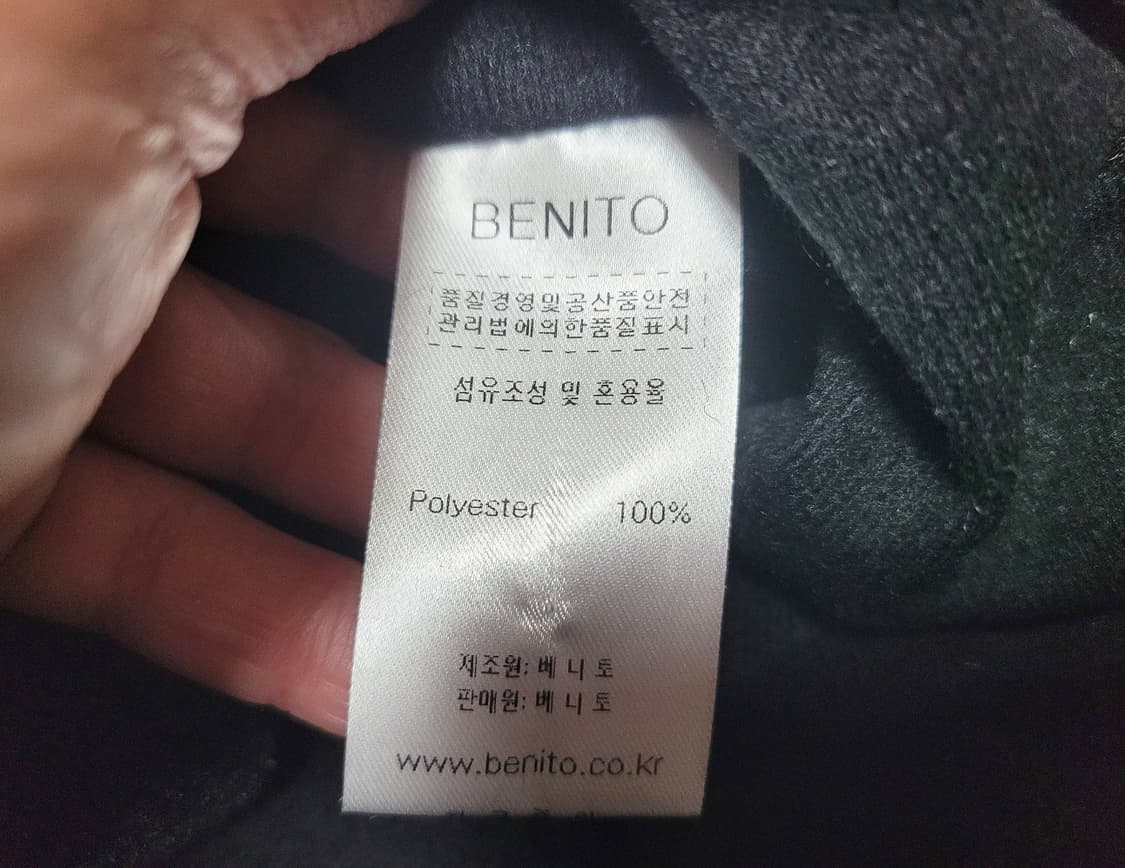 BENITO
품질경영및공산품안전
관리법에의한품질표시
섬유조성 및 혼용율
Polyester 100%
제조원: 베 니 토
판매원: 베 니 토
www.benito.co.kr